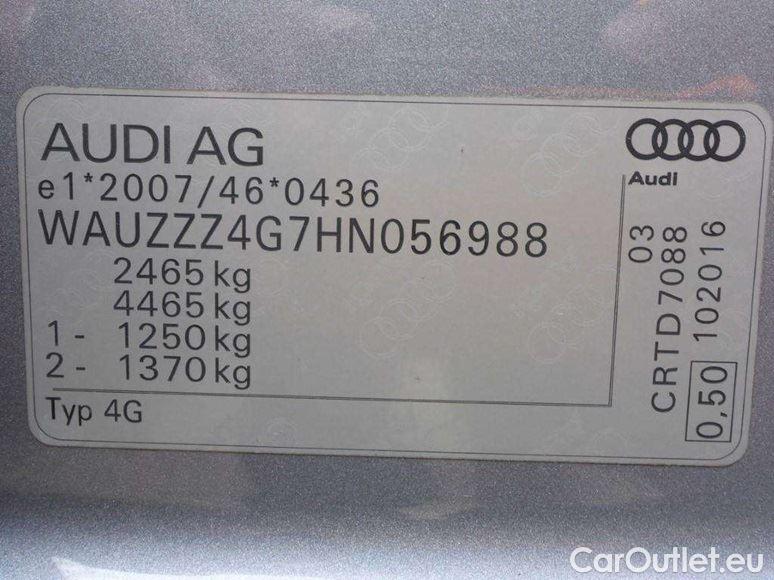 AUDI AG
e1*2007/46*0436
WAUZZZ4G7HN056988
2465 kg
4465 kg
1 - 1250 kg
2 - 1370 kg
Typ 4G
Audi
03
CRTD7088
0,50 102016
CarOutlet.eu